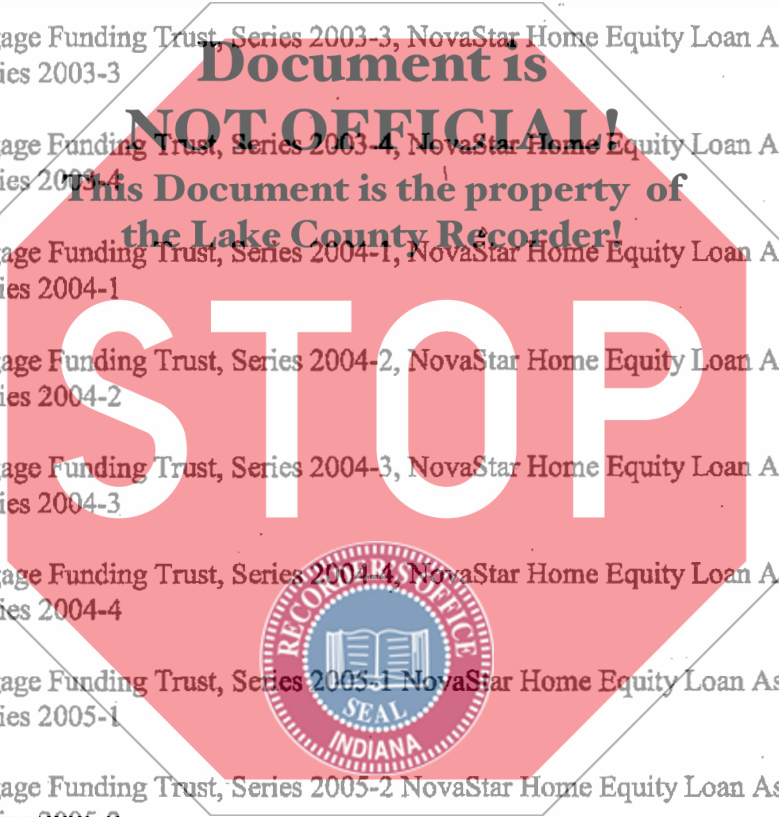 age Funding Trust, Series 2003-3, NovaStar Home Equity Loan A
ies 2003-3
Document is
NOT OFFICIAL!
age Funding Trust, Series 2003-4, NovaStar Home Equity Loan A
ies 2003-4
This Document is the property of
the Lake County Recorder!
age Funding Trust, Series 2004-1, NovaStar Home Equity Loan A
ies 2004-1
STOP
age Funding Trust, Series 2004-2, NovaStar Home Equity Loan A
ies 2004-2
age Funding Trust, Series 2004-3, NovaStar Home Equity Loan A
ies 2004-3
age Funding Trust, Series 2004-4, NovaStar Home Equity Loan A
ies 2004-4
RECORDER'S OFFICE
SEAL
INDIANA
age Funding Trust, Series 2005-1 NovaStar Home Equity Loan As
ies 2005-1
age Funding Trust, Series 2005-2 NovaStar Home Equity Loan As